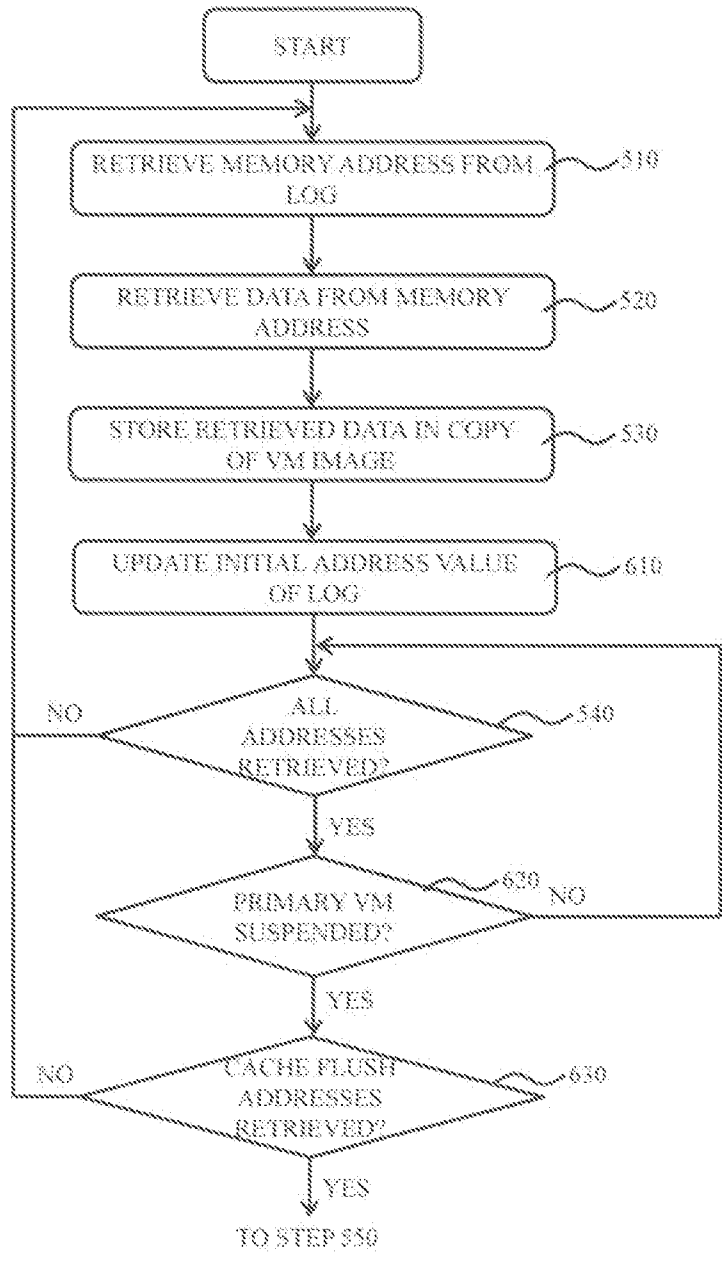 START
RETRIEVE MEMORY ADDRESS FROM
LOG
510
RETRIEVE DATA FROM MEMORY
ADDRESS
520
STORE RETRIEVED DATA IN COPY
OF VM IMAGE
530
UPDATE INITIAL ADDRESS VALUE
OF LOG
610
NO
ALL
ADDRESSES
RETRIEVED?
540
YES
620
PRIMARY VM
SUSPENDED?
NO
YES
NO
CACHE FLUSH
ADDRESSES
RETRIEVED?
630
YES
TO STEP 550